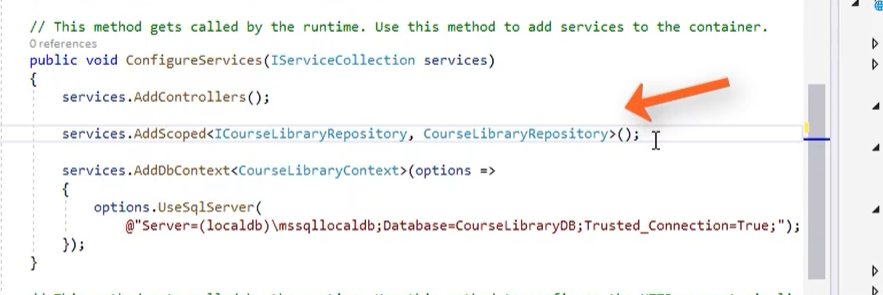 // This method gets called by the runtime. Use this method to add services to the container.
0 references
public void ConfigureServices(IServiceCollection services)
{
services.AddControllers();
services.AddScoped<ICourseLibraryRepository, CourseLibraryRepository>();
services.AddDbContext<CourseLibraryContext>(options =>
{
options.UseSqlServer(
@"Server=(localdb)\mssqllocaldb;Database=CourseLibraryDB;Trusted_Connection=True;");
});
}